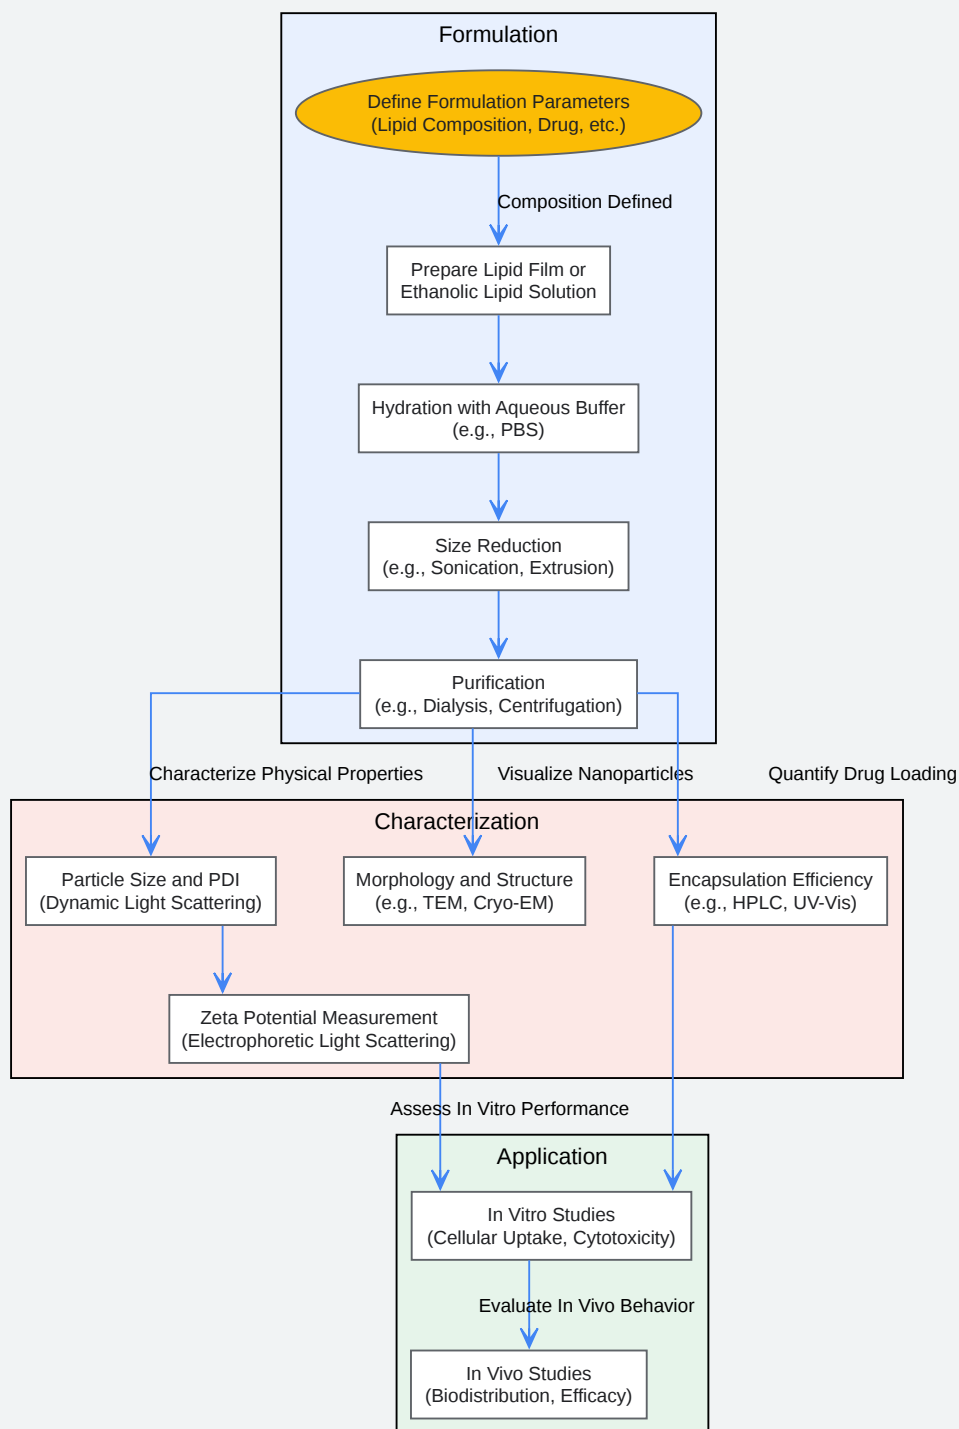 Formulation
Define Formulation Parameters
(Lipid Composition, Drug, etc.)
Composition Defined
Prepare Lipid Film or
Ethanolic Lipid Solution
Hydration with Aqueous Buffer
(e.g., PBS)
Size Reduction
(e.g., Sonication, Extrusion)
Purification
(e.g., Dialysis, Centrifugation)
Characterize Physical Properties
Visualize Nanoparticles
Quantify Drug Loading
Characterization
Particle Size and PDI
(Dynamic Light Scattering)
Morphology and Structure
(e.g., TEM, Cryo-EM)
Encapsulation Efficiency
(e.g., HPLC, UV-Vis)
Zeta Potential Measurement
(Electrophoretic Light Scattering)
Assess In Vitro Performance
Application
In Vitro Studies
(Cellular Uptake, Cytotoxicity)
Evaluate In Vivo Behavior
In Vivo Studies
(Biodistribution, Efficacy)